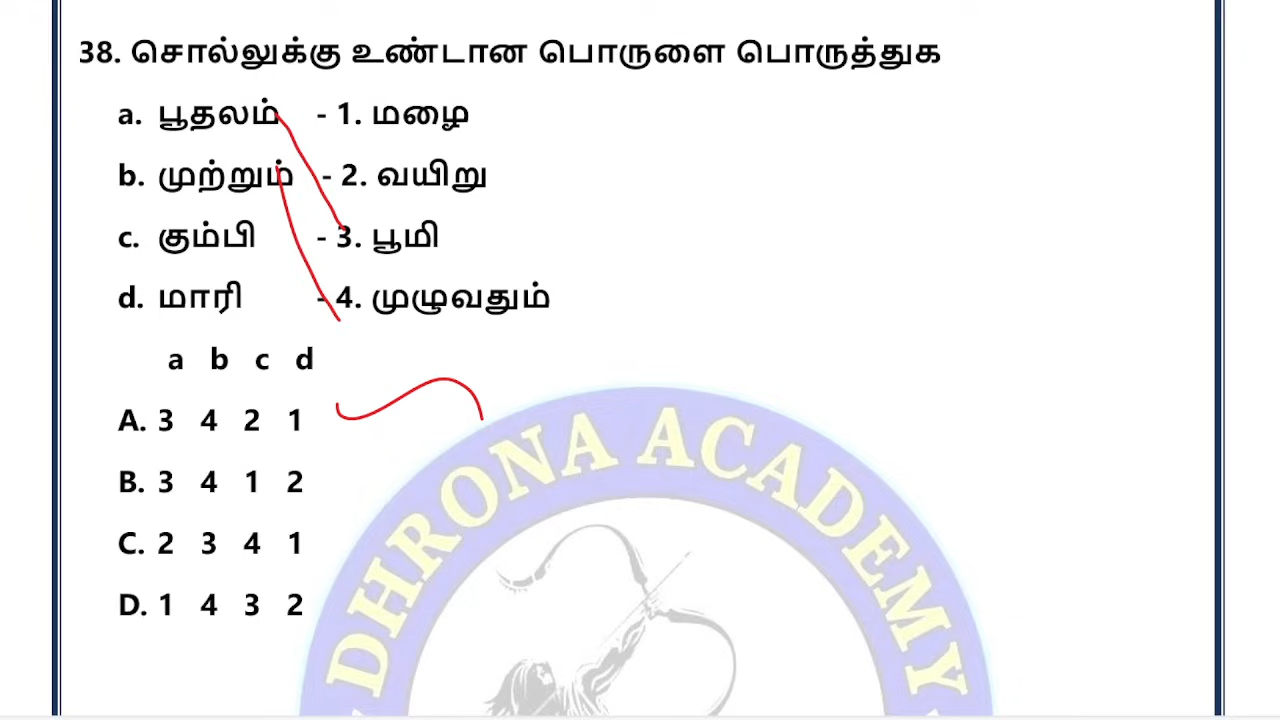 38. சொல்லுக்கு உண்டான பொருளை பொருத்துக
a. பூதலம் - 1. மழை
b. முற்றும் - 2. வயிறு
c. கும்பி - 3. பூமி
d. மாரி - 4. முழுவதும்
a b c d
A. 3 4 2 1
B. 3 4 1 2
C. 2 3 4 1
D. 1 4 3 2
DHRONA ACADEMY